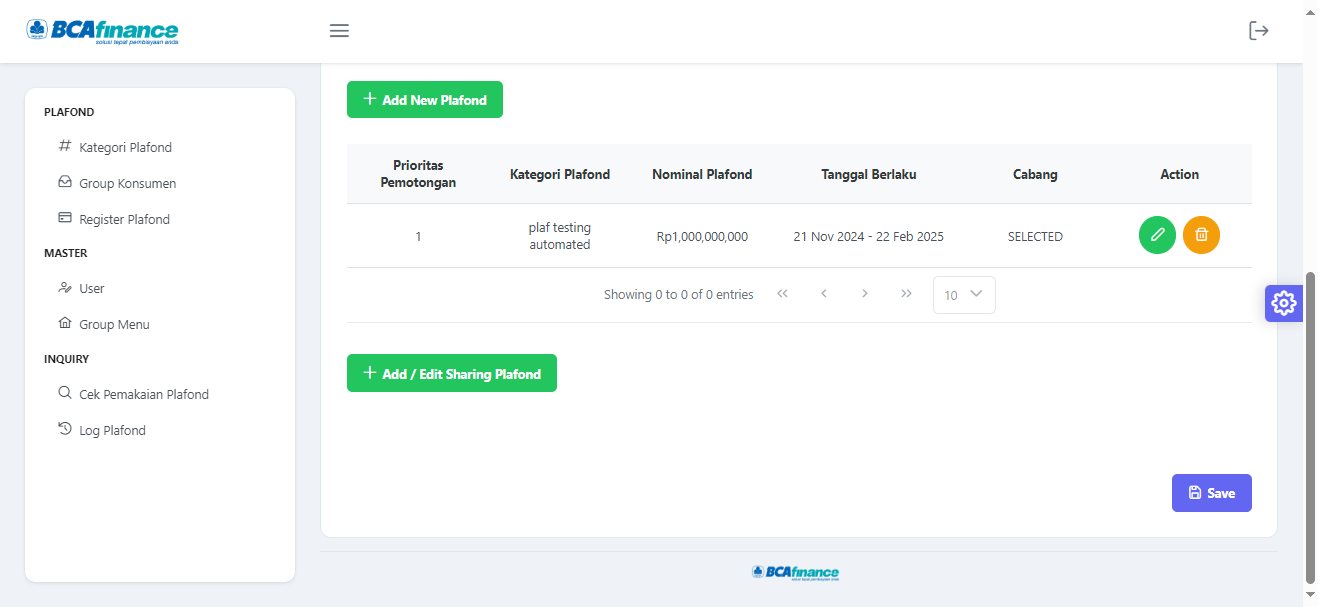 BCAfinance
solusi tepat pembiayaan anda
PLAFOND
Kategori Plafond
Group Konsumen
Register Plafond
MASTER
User
Group Menu
INQUIRY
Cek Pemakaian Plafond
Log Plafond
Add New Plafond
Prioritas
Pemotongan
Kategori Plafond
Nominal Plafond
Tanggal Berlaku
Cabang
Action
1
plaf testing
automated
Rp1,000,000,000
21 Nov 2024 - 22 Feb 2025
SELECTED
Showing 0 to 0 of 0 entries
10
Add / Edit Sharing Plafond
Save
BCAfinance